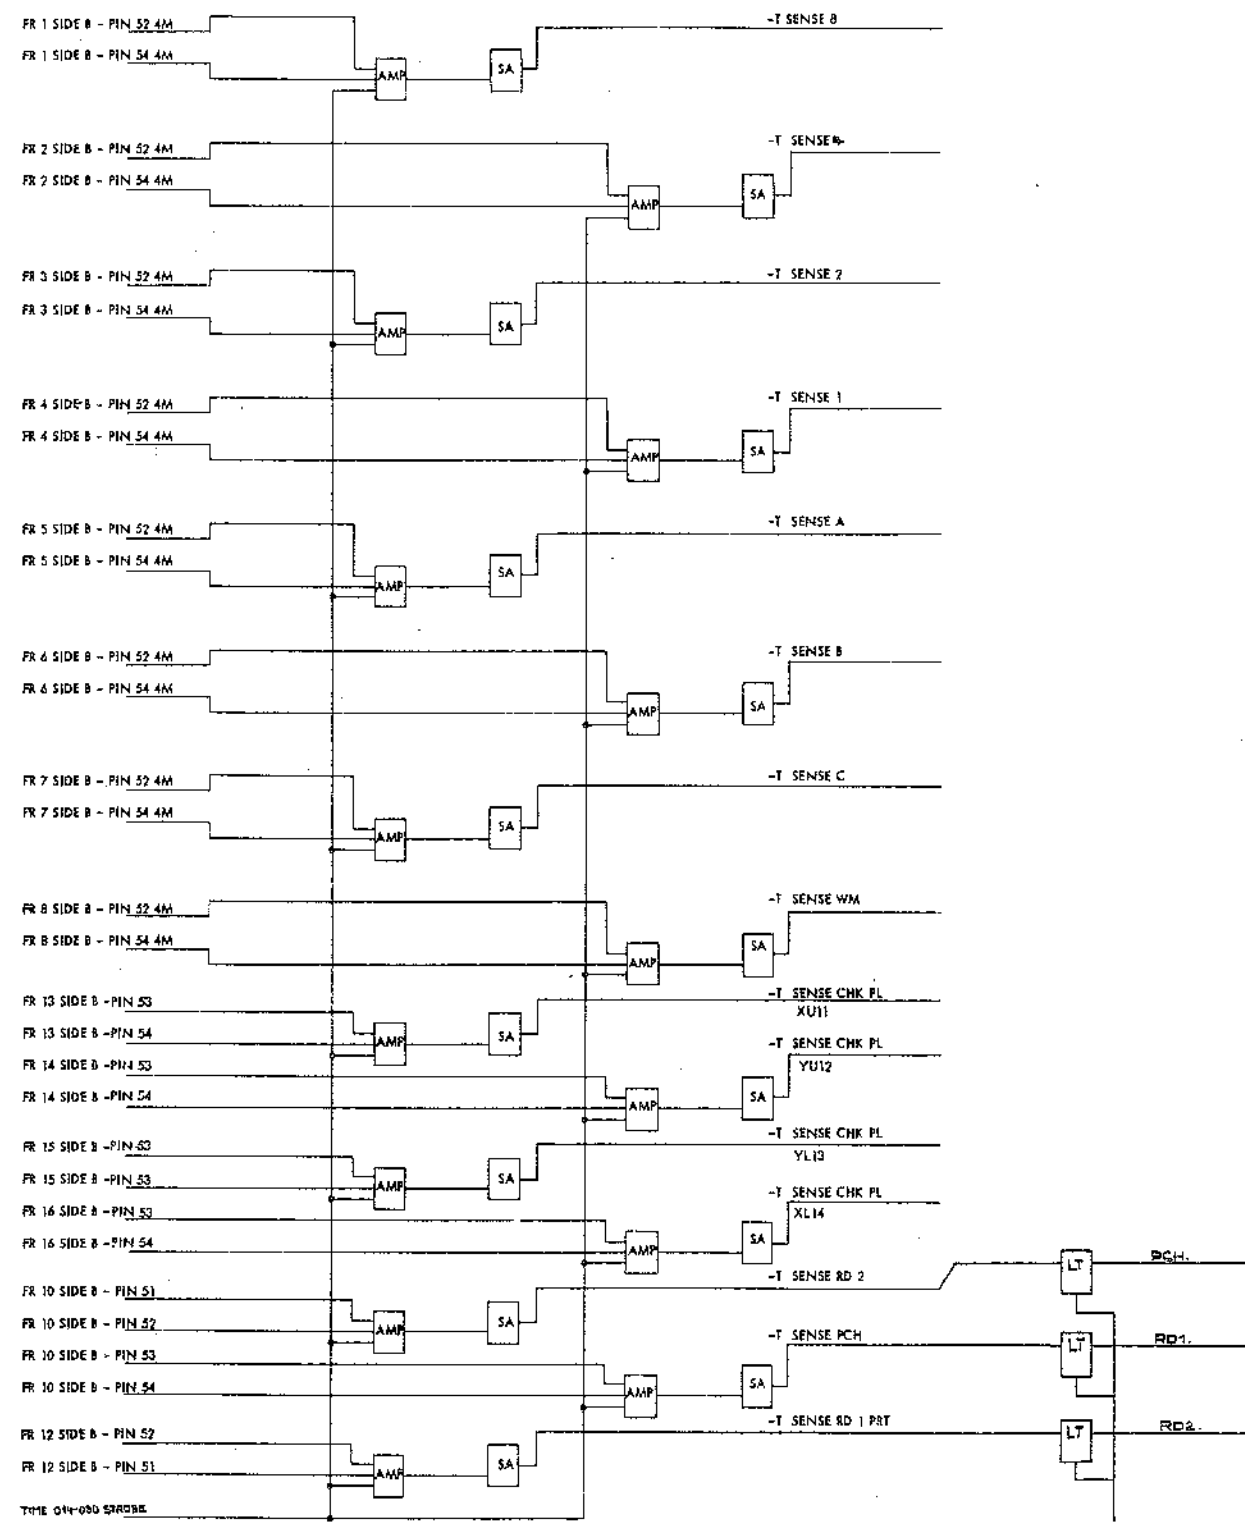 FR 1 SIDE B - PIN 52 4M
-T SENSE 8
FR 1 SIDE B - PIN 54 4M
AMP
SA
FR 2 SIDE B - PIN 52 4M
-T SENSE
FR 2 SIDE B - PIN 54 4M
AMP
SA
FR 3 SIDE B - PIN 52 4M
-T SENSE 2
FR 3 SIDE B - PIN 54 4M
AMP
SA
FR 4 SIDE B - PIN 52 4M
-T SENSE 1
FR 4 SIDE B - PIN 54 4M
AMP
SA
FR 5 SIDE B - PIN 52 4M
-T SENSE A
FR 5 SIDE B - PIN 54 4M
AMP
SA
FR 6 SIDE B - PIN 52 4M
-T SENSE B
FR 6 SIDE B - PIN 54 4M
AMP
SA
FR 7 SIDE B - PIN 52 4M
-T SENSE C
FR 7 SIDE B - PIN 54 4M
AMP
SA
FR 8 SIDE B - PIN 52 4M
-T SENSE WM
FR 8 SIDE B - PIN 54 4M
AMP
SA
FR 13 SIDE B -PIN 53
-T SENSE CHK PL
XU11
FR 13 SIDE B -PIN 54
AMP
SA
-T SENSE CHK PL
YU12
FR 14 SIDE B -PIN 53
FR 14 SIDE B -PIN 54
AMP
SA
-T SENSE CHK PL
YL13
FR 15 SIDE B -PIN 53
FR 15 SIDE B -PIN 53
AMP
SA
-T SENSE CHK PL
XL14
FR 16 SIDE B -PIN 53
FR 16 SIDE B -PIN 54
AMP
SA
-T SENSE RD 2
LT
PCH.
FR 10 SIDE B - PIN 51
FR 10 SIDE B - PIN 52
AMP
SA
-T SENSE PCH
LT
RD1.
FR 10 SIDE B - PIN 53
FR 10 SIDE B - PIN 54
AMP
SA
-T SENSE RD 1 PRT
LT
RD2.
FR 12 SIDE B - PIN 52
FR 12 SIDE B - PIN 51
AMP
SA
TIME STROBE